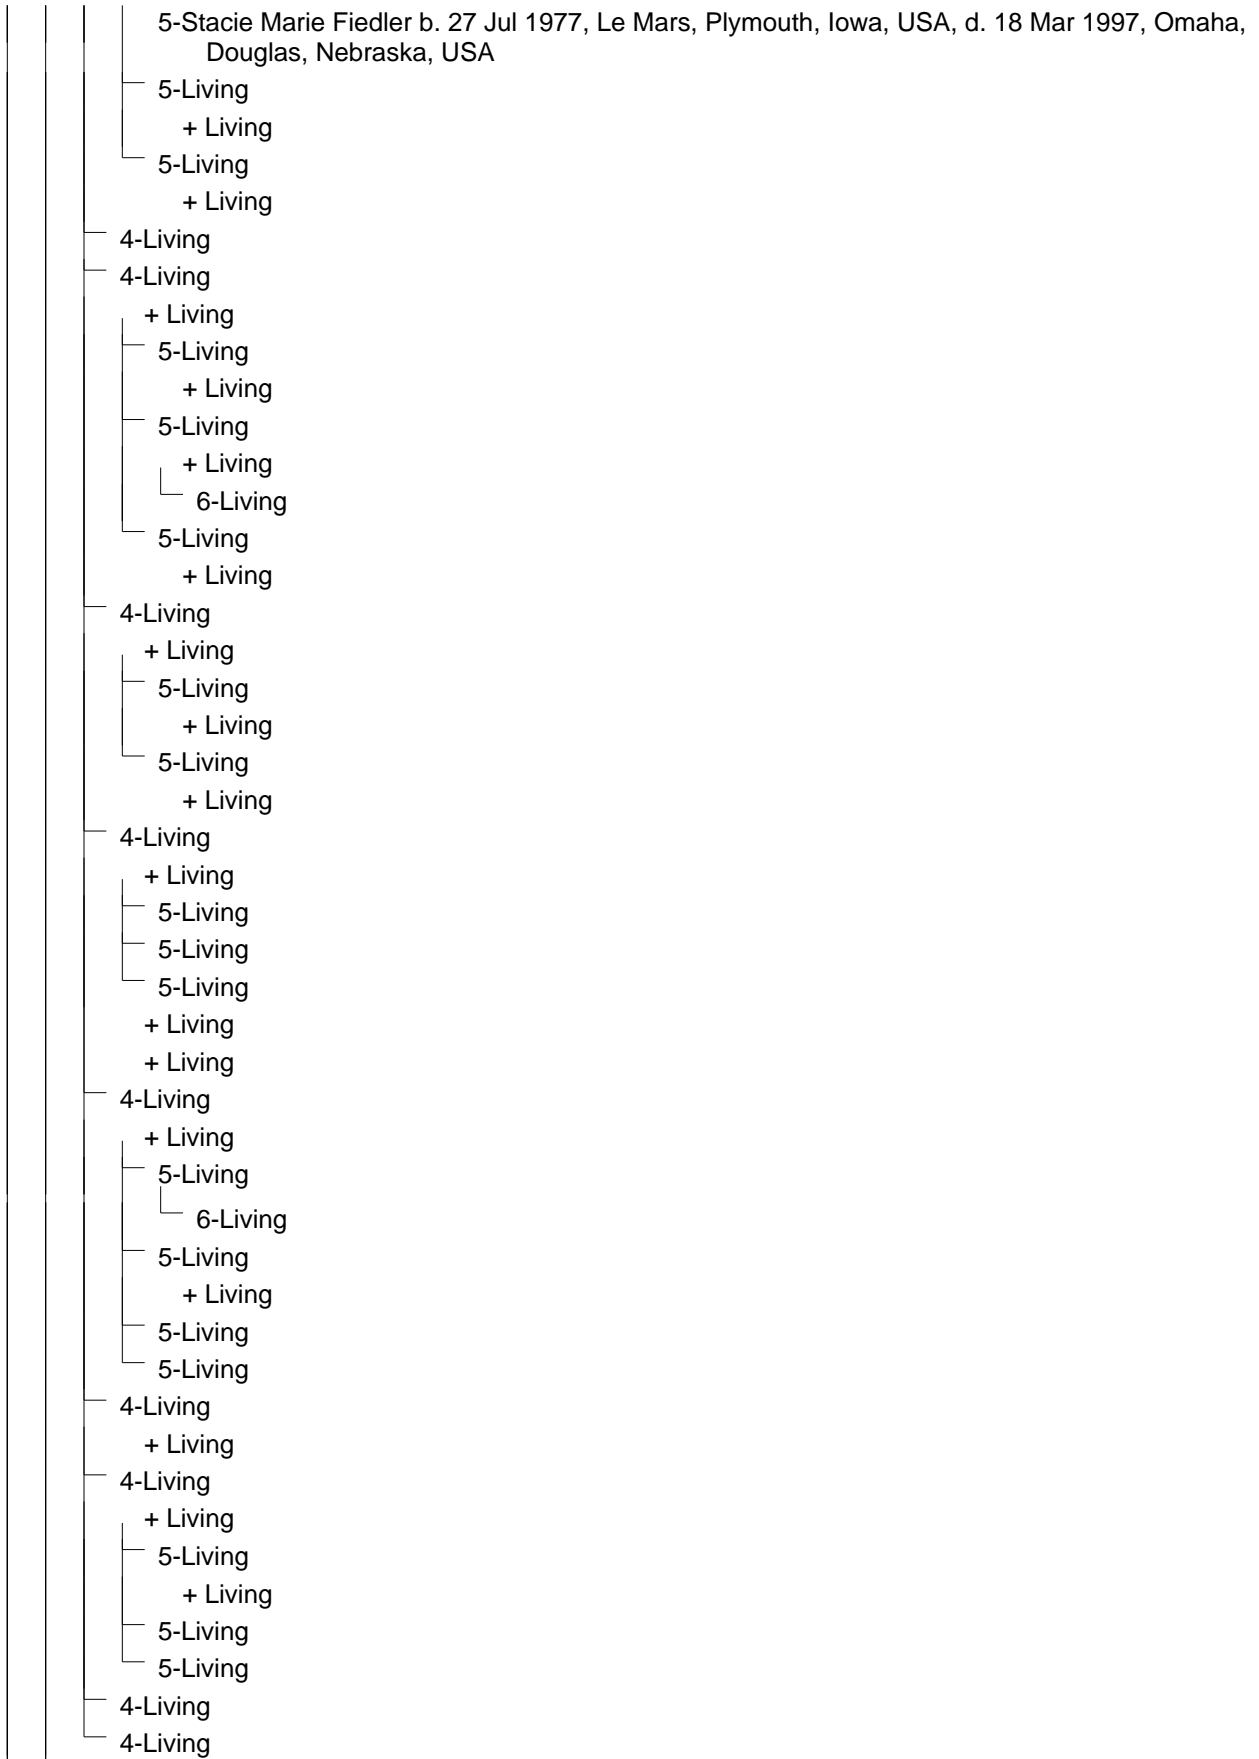 5-Stacie Marie Fiedler b. 27 Jul 1977, Le Mars, Plymouth, Iowa, USA, d. 18 Mar 1997, Omaha,
Douglas, Nebraska, USA
5-Living
+ Living
5-Living
+ Living
4-Living
4-Living
+ Living
5-Living
+ Living
5-Living
+ Living
6-Living
5-Living
+ Living
4-Living
+ Living
5-Living
+ Living
5-Living
+ Living
4-Living
+ Living
5-Living
5-Living
5-Living
+ Living
+ Living
4-Living
+ Living
5-Living
6-Living
5-Living
+ Living
5-Living
5-Living
4-Living
+ Living
4-Living
+ Living
5-Living
+ Living
5-Living
5-Living
4-Living
4-Living